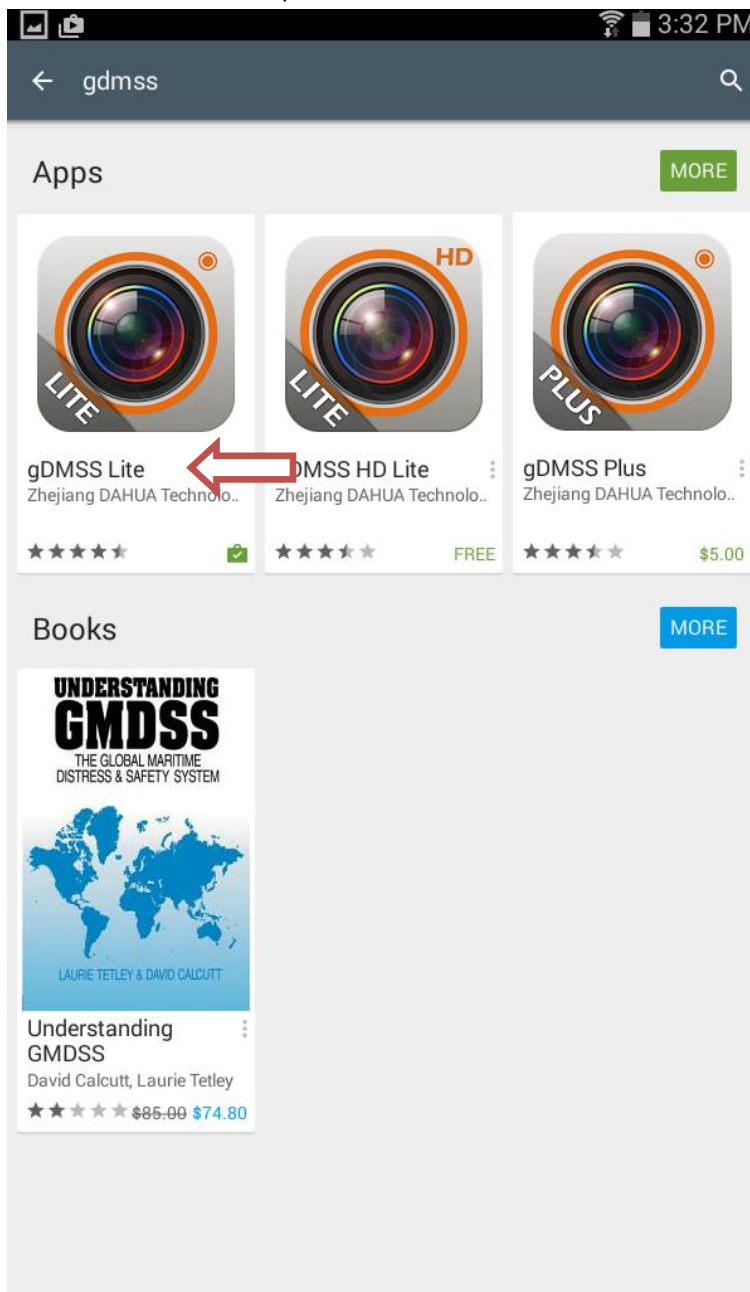 3:32 PM
gdmss
Apps
MORE
LITE
HD
LITE
PLUS
gDMSS Lite
Zhejiang DAHUA Technolo..
DMSS HD Lite
Zhejiang DAHUA Technolo..
FREE
gDMSS Plus
Zhejiang DAHUA Technolo..
$5.00
Books
MORE
UNDERSTANDING
GMDSS
THE GLOBAL MARITIME
DISTRESS & SAFETY SYSTEM
LAURIE TETLEY & DAVID CALCUTT
Understanding
GMDSS
David Calcutt, Laurie Tetley
$85.00 $74.80